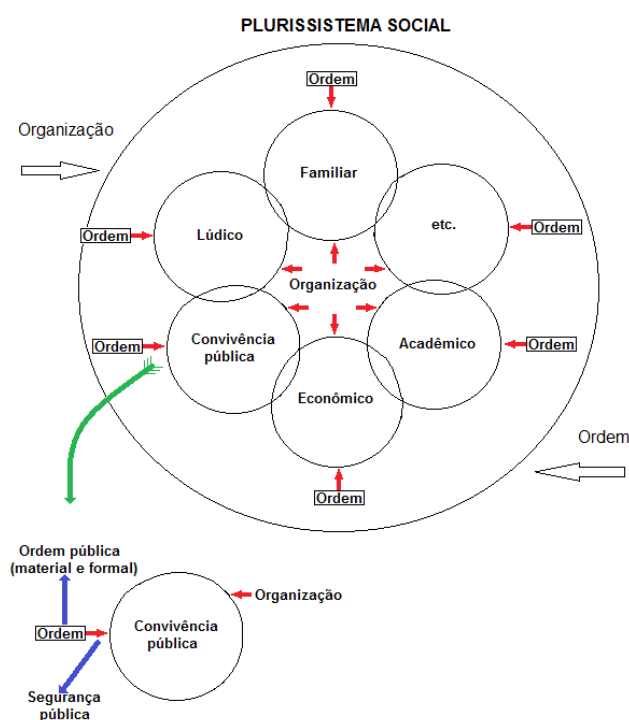 PLURISSISTEMA SOCIAL
Ordem
Organização
Familiar
Lúdico
etc.
Ordem
Ordem
Organização
Ordem
Convivência
pública
Acadêmico
Ordem
Econômico
Ordem
Ordem
Ordem pública
(material e formal)
Organização
Ordem
Convivência
pública
Segurança
pública